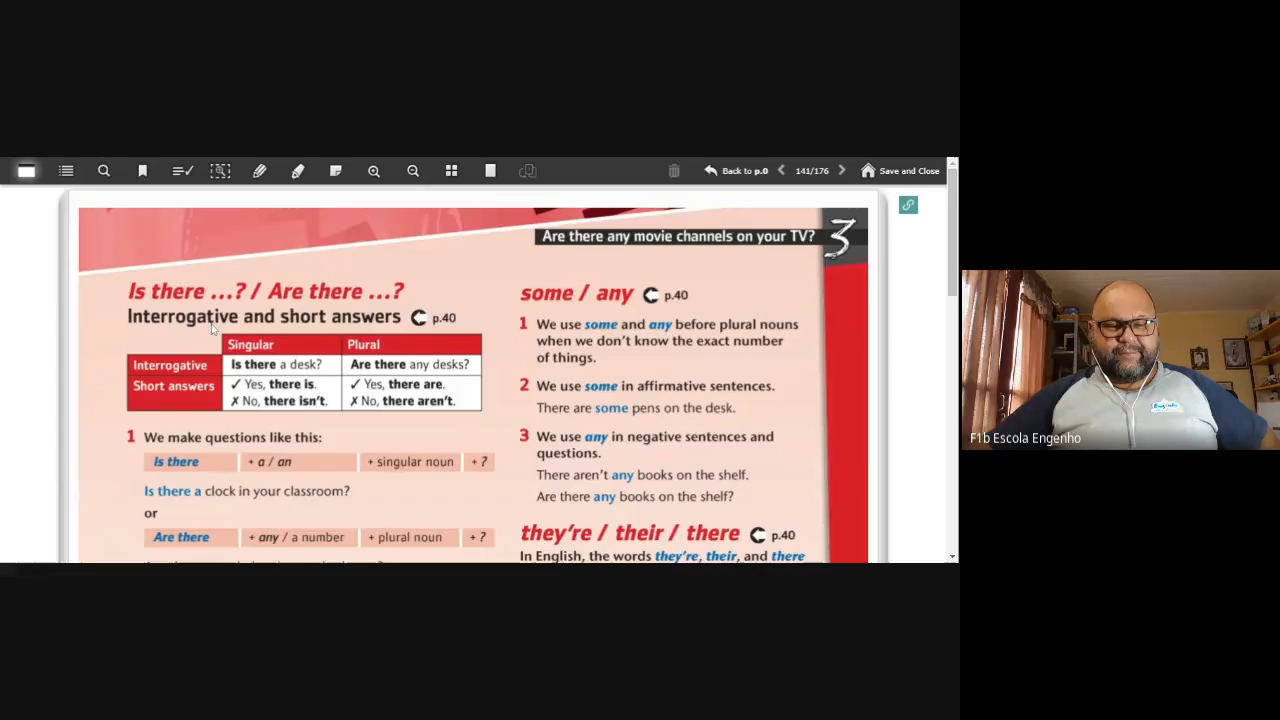 Back to p.0
141/176
Save and Close
Are there any movie channels on your TV?
3
Is there ...? / Are there ...?
Interrogative and short answers p.40
Singular Plural
Interrogative Is there a desk? Are there any desks?
Short answers ✓ Yes, there is. ✓ Yes, there are.
✗ No, there isn't. ✗ No, there aren't.
1 We make questions like this:
Is there + a / an + singular noun + ?
Is there a clock in your classroom?
or
Are there + any / a number + plural noun + ?
some / any p.40
1 We use some and any before plural nouns
when we don't know the exact number
of things.
2 We use some in affirmative sentences.
There are some pens on the desk.
3 We use any in negative sentences and
questions.
There aren't any books on the shelf.
Are there any books on the shelf?
they're / their / there p.40
In English, the words they're, their, and there
F1b Escola Engenho